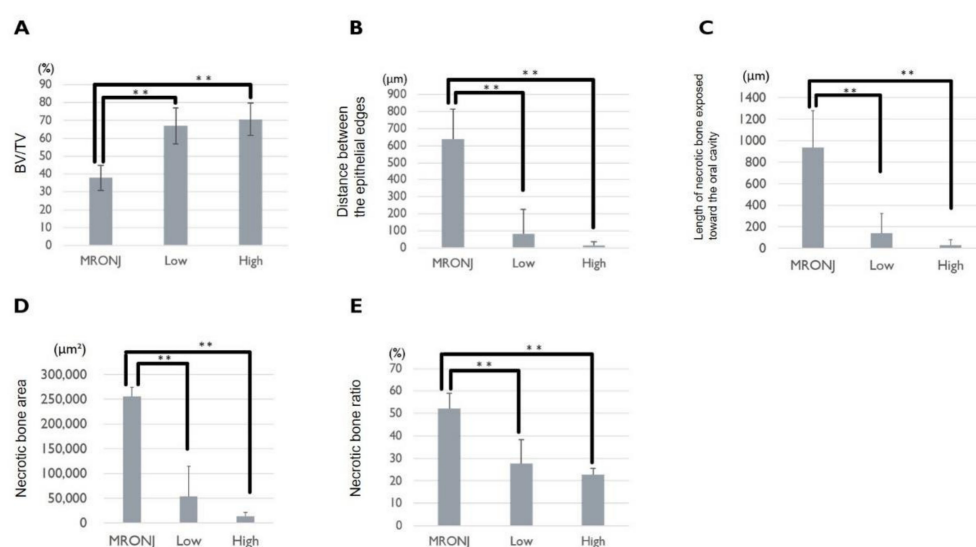 A
(%)
BV/TV
90
80
70
60
50
40
30
20
10
0
* *
* *
MRONJ Low High
B
(μm)
Distance between
the epithelial edges
900
800
700
600
500
400
300
200
100
0
* *
* *
MRONJ Low High
C
(μm)
Length of necrotic bone exposed
toward the oral cavity
1400
1200
1000
800
600
400
200
0
* *
* *
MRONJ Low High
D
(μm²)
Necrotic bone area
300,000
250,000
200,000
150,000
100,000
50,000
0
* *
* *
MRONJ Low High
E
(%)
Necrotic bone ratio
70
60
50
40
30
20
10
0
* *
* *
MRONJ Low High